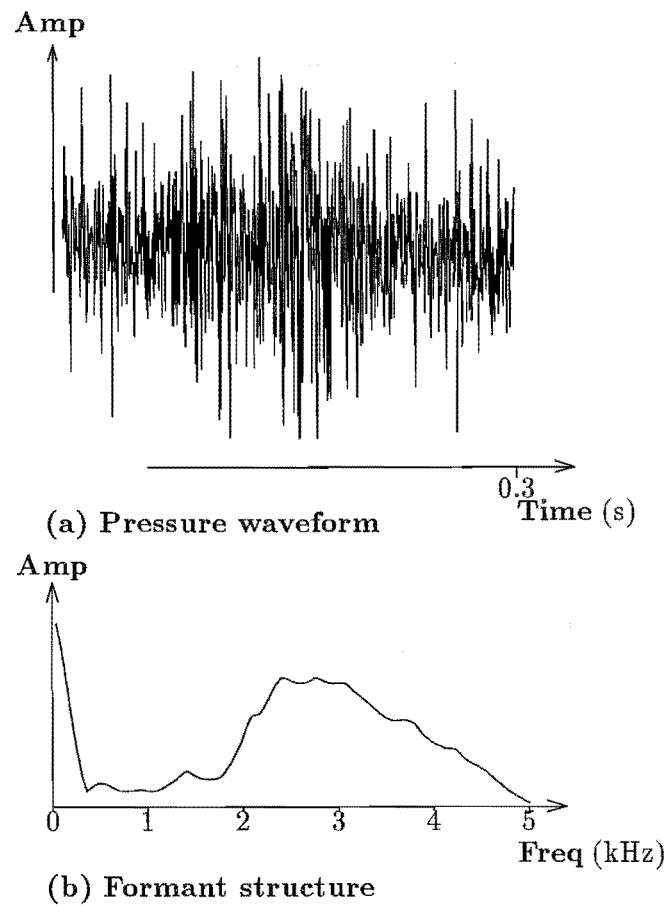 Amp
0.3
Time (s)
(a) Pressure waveform
Amp
0 1 2 3 4 5
Freq (kHz)
(b) Formant structure